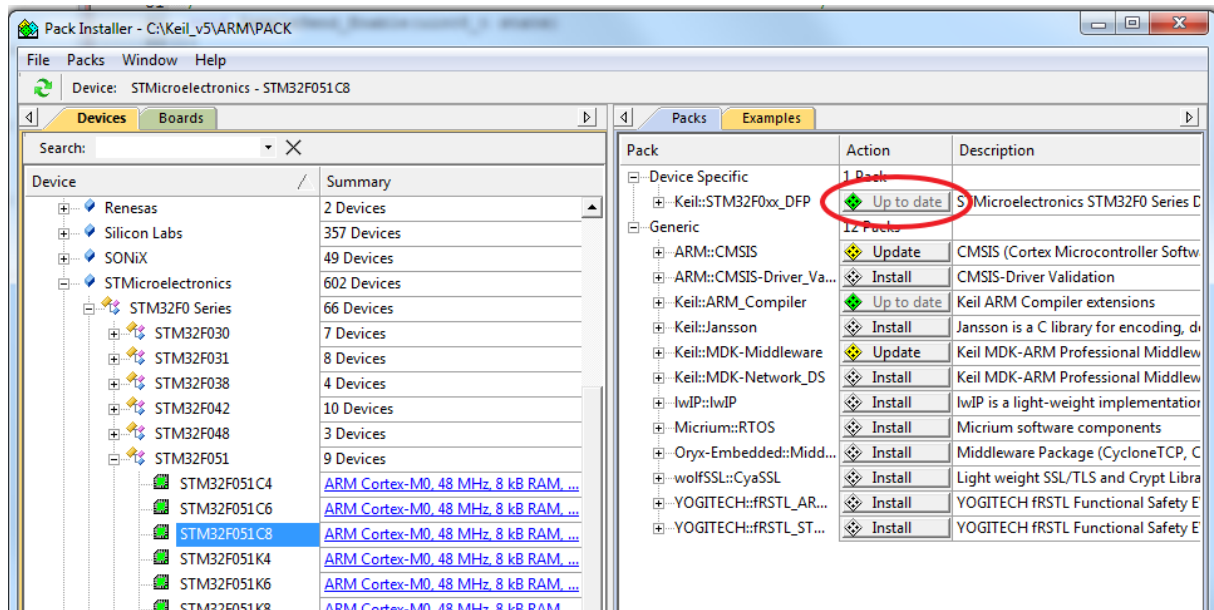 Pack Installer - C:\Keil_v5\ARM\PACK
File Packs Window Help
Device: STMicroelectronics - STM32F051C8
Devices Boards
Search:
Device Summary
Renesas 2 Devices
Silicon Labs 357 Devices
SONiX 49 Devices
STMicroelectronics 602 Devices
STM32F0 Series 66 Devices
STM32F030 7 Devices
STM32F031 8 Devices
STM32F038 4 Devices
STM32F042 10 Devices
STM32F048 3 Devices
STM32F051 9 Devices
STM32F051C4 ARM Cortex-M0, 48 MHz, 8 kB RAM, ...
STM32F051C6 ARM Cortex-M0, 48 MHz, 8 kB RAM, ...
STM32F051C8 ARM Cortex-M0, 48 MHz, 8 kB RAM, ...
STM32F051K4 ARM Cortex-M0, 48 MHz, 8 kB RAM, ...
STM32F051K6 ARM Cortex-M0, 48 MHz, 8 kB RAM, ...
STM32F051K8 ARM Cortex-M0, 48 MHz, 8 kB RAM
Packs Examples
Pack Action Description
Device Specific 1 Pack
Keil::STM32F0xx_DFP Up to date STMicroelectronics STM32F0 Series D
Generic 12 Packs
ARM::CMSIS Update CMSIS (Cortex Microcontroller Softw
ARM::CMSIS-Driver_Va... Install CMSIS-Driver Validation
Keil::ARM_Compiler Up to date Keil ARM Compiler extensions
Keil::Jansson Install Jansson is a C library for encoding, d
Keil::MDK-Middleware Update Keil MDK-ARM Professional Middlew
Keil::MDK-Network_DS Install Keil MDK-ARM Professional Middlew
lwIP::lwIP Install lwIP is a light-weight implementation
Micrium::RTOS Install Micrium software components
Oryx-Embedded::Midd... Install Middleware Package (CycloneTCP, C
wolfSSL::CyaSSL Install Light weight SSL/TLS and Crypt Libra
YOGITECH::fRSTL_AR... Install YOGITECH fRSTL Functional Safety E
YOGITECH::fRSTL_ST... Install YOGITECH fRSTL Functional Safety E